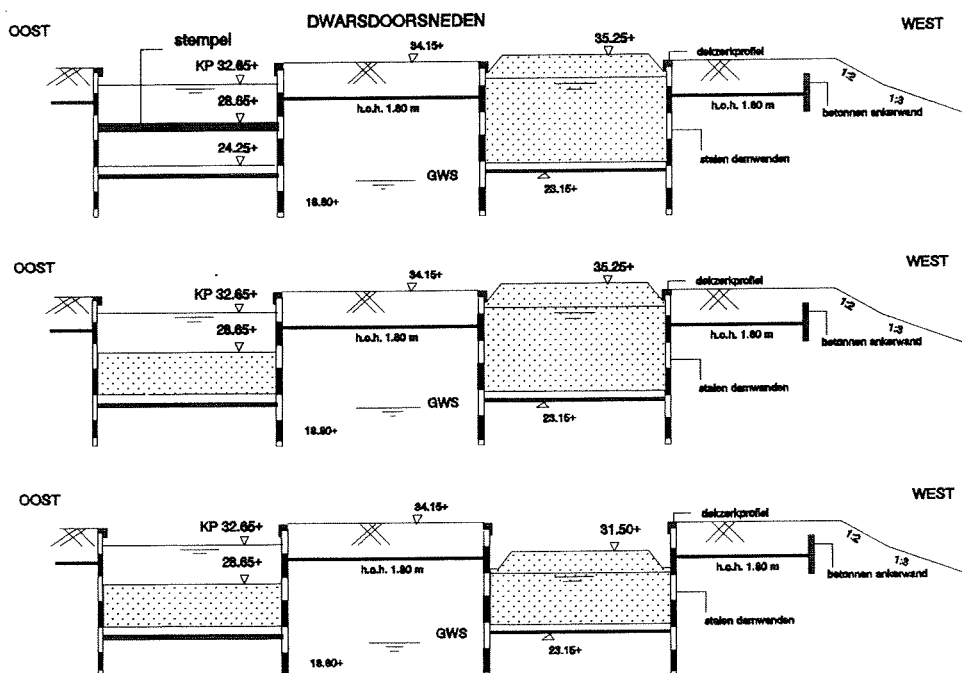 DWARSDOORSNEDEN
OOST
WEST
stempel
34.15+
35.25+
dekzerkprofiel
KP 32.65+
1:2
28.65+
h.o.h. 1.80 m
h.o.h. 1.80 m
1:3
betonnen ankerwand
24.25+
stalen damwanden
GWS
18.80+
23.15+
OOST
WEST
34.15+
35.25+
dekzerkprofiel
KP 32.65+
1:2
28.65+
h.o.h. 1.80 m
h.o.h. 1.80 m
1:3
betonnen ankerwand
stalen damwanden
GWS
18.80+
23.15+
OOST
WEST
34.15+
31.50+
dekzerkprofiel
KP 32.65+
1:2
28.65+
h.o.h. 1.80 m
h.o.h. 1.80 m
1:3
betonnen ankerwand
stalen damwanden
GWS
18.80+
23.15+